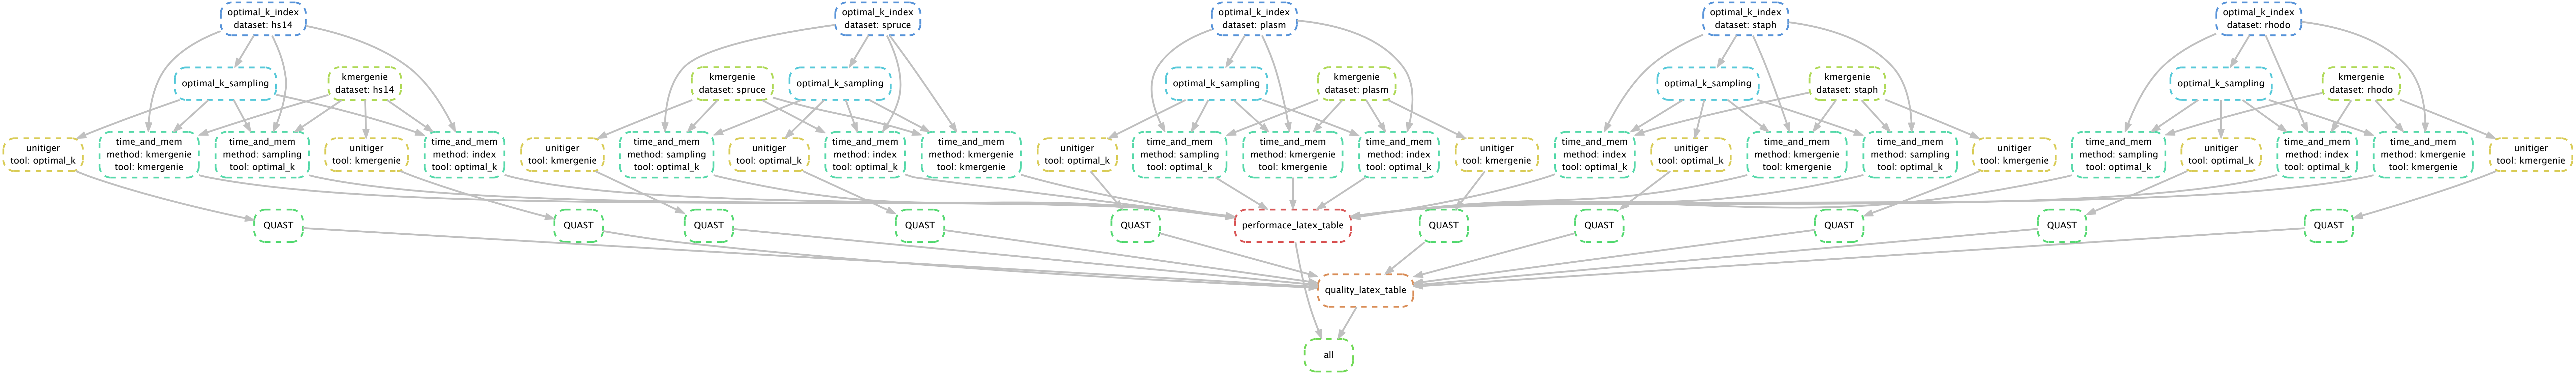 optimal_k_index
dataset: hs14
optimal_k_index
dataset: spruce
optimal_k_index
dataset: plasm
optimal_k_index
dataset: staph
optimal_k_index
dataset: rhodo
optimal_k_sampling
kmergenie
dataset: hs14
kmergenie
dataset: spruce
optimal_k_sampling
optimal_k_sampling
kmergenie
dataset: plasm
optimal_k_sampling
kmergenie
dataset: staph
optimal_k_sampling
kmergenie
dataset: rhodo
unitiger
tool: optimal_k
time_and_mem
method: kmergenie
tool: kmergenie
time_and_mem
method: sampling
tool: optimal_k
unitiger
tool: kmergenie
time_and_mem
method: index
tool: optimal_k
unitiger
tool: kmergenie
time_and_mem
method: sampling
tool: optimal_k
unitiger
tool: optimal_k
time_and_mem
method: index
tool: optimal_k
time_and_mem
method: kmergenie
tool: kmergenie
unitiger
tool: optimal_k
time_and_mem
method: sampling
tool: optimal_k
time_and_mem
method: kmergenie
tool: kmergenie
time_and_mem
method: index
tool: optimal_k
unitiger
tool: kmergenie
time_and_mem
method: index
tool: optimal_k
unitiger
tool: optimal_k
time_and_mem
method: kmergenie
tool: kmergenie
time_and_mem
method: sampling
tool: optimal_k
unitiger
tool: kmergenie
time_and_mem
method: sampling
tool: optimal_k
unitiger
tool: optimal_k
time_and_mem
method: index
tool: optimal_k
time_and_mem
method: kmergenie
tool: kmergenie
unitiger
tool: kmergenie
QUAST
QUAST
QUAST
QUAST
QUAST
performace_latex_table
QUAST
QUAST
QUAST
QUAST
QUAST
quality_latex_table
all